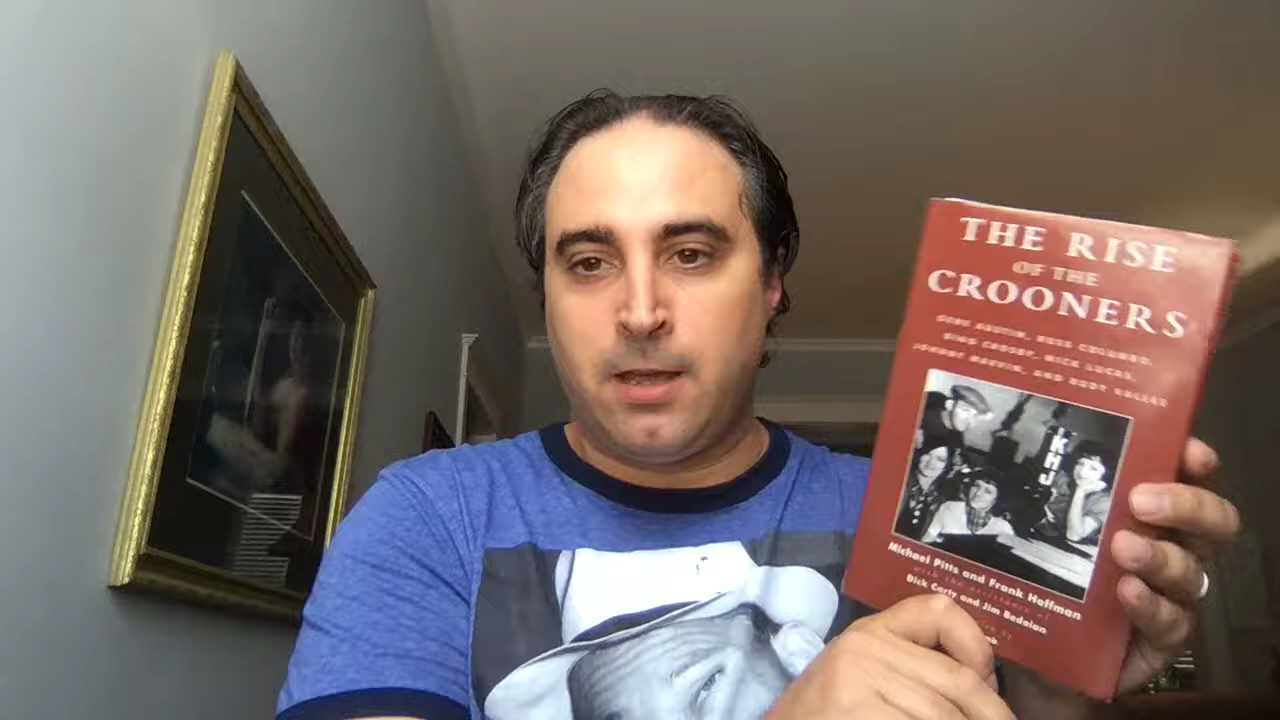 THE RISE
OF THE
CROONERS
GENE AUSTIN, RUSS COLUMBO,
BING CROSBY, NICK LUCAS,
JOHNNY MARVIN, AND RUDY VALLEE
KHJ
Michael Pitts and Frank Hoffman
with the assistance of
Dick Carty and Jim Bedoian